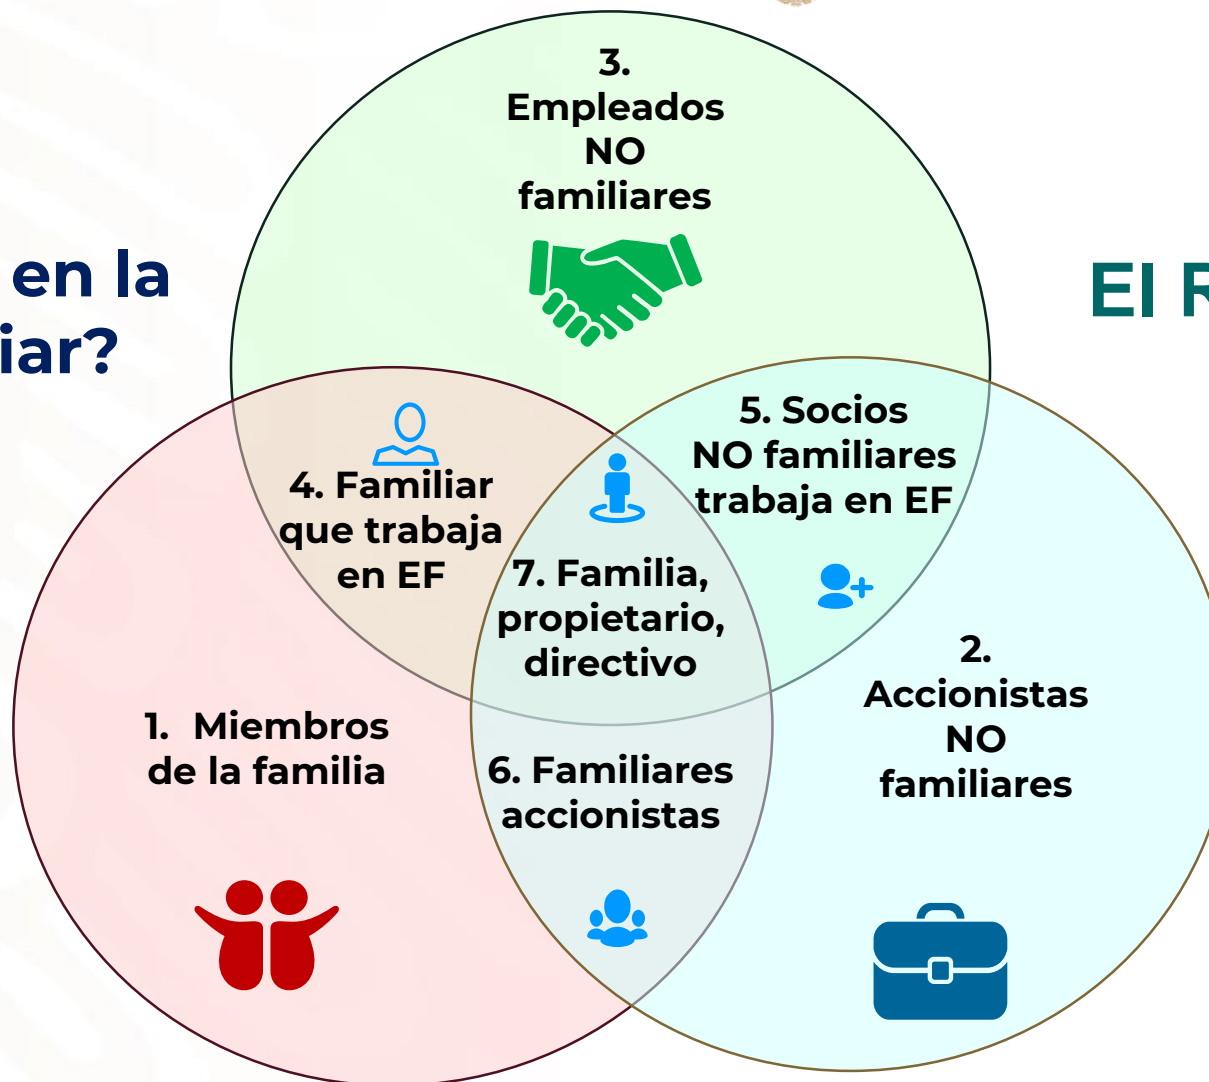 3.
Empleados
NO
familiares
en la
iar?
El R
5. Socios
NO familiares
trabaja en EF
4. Familiar
que trabaja
en EF
7. Familia,
propietario,
directivo
2.
Accionistas
NO
familiares
1. Miembros
de la familia
6. Familiares
accionistas